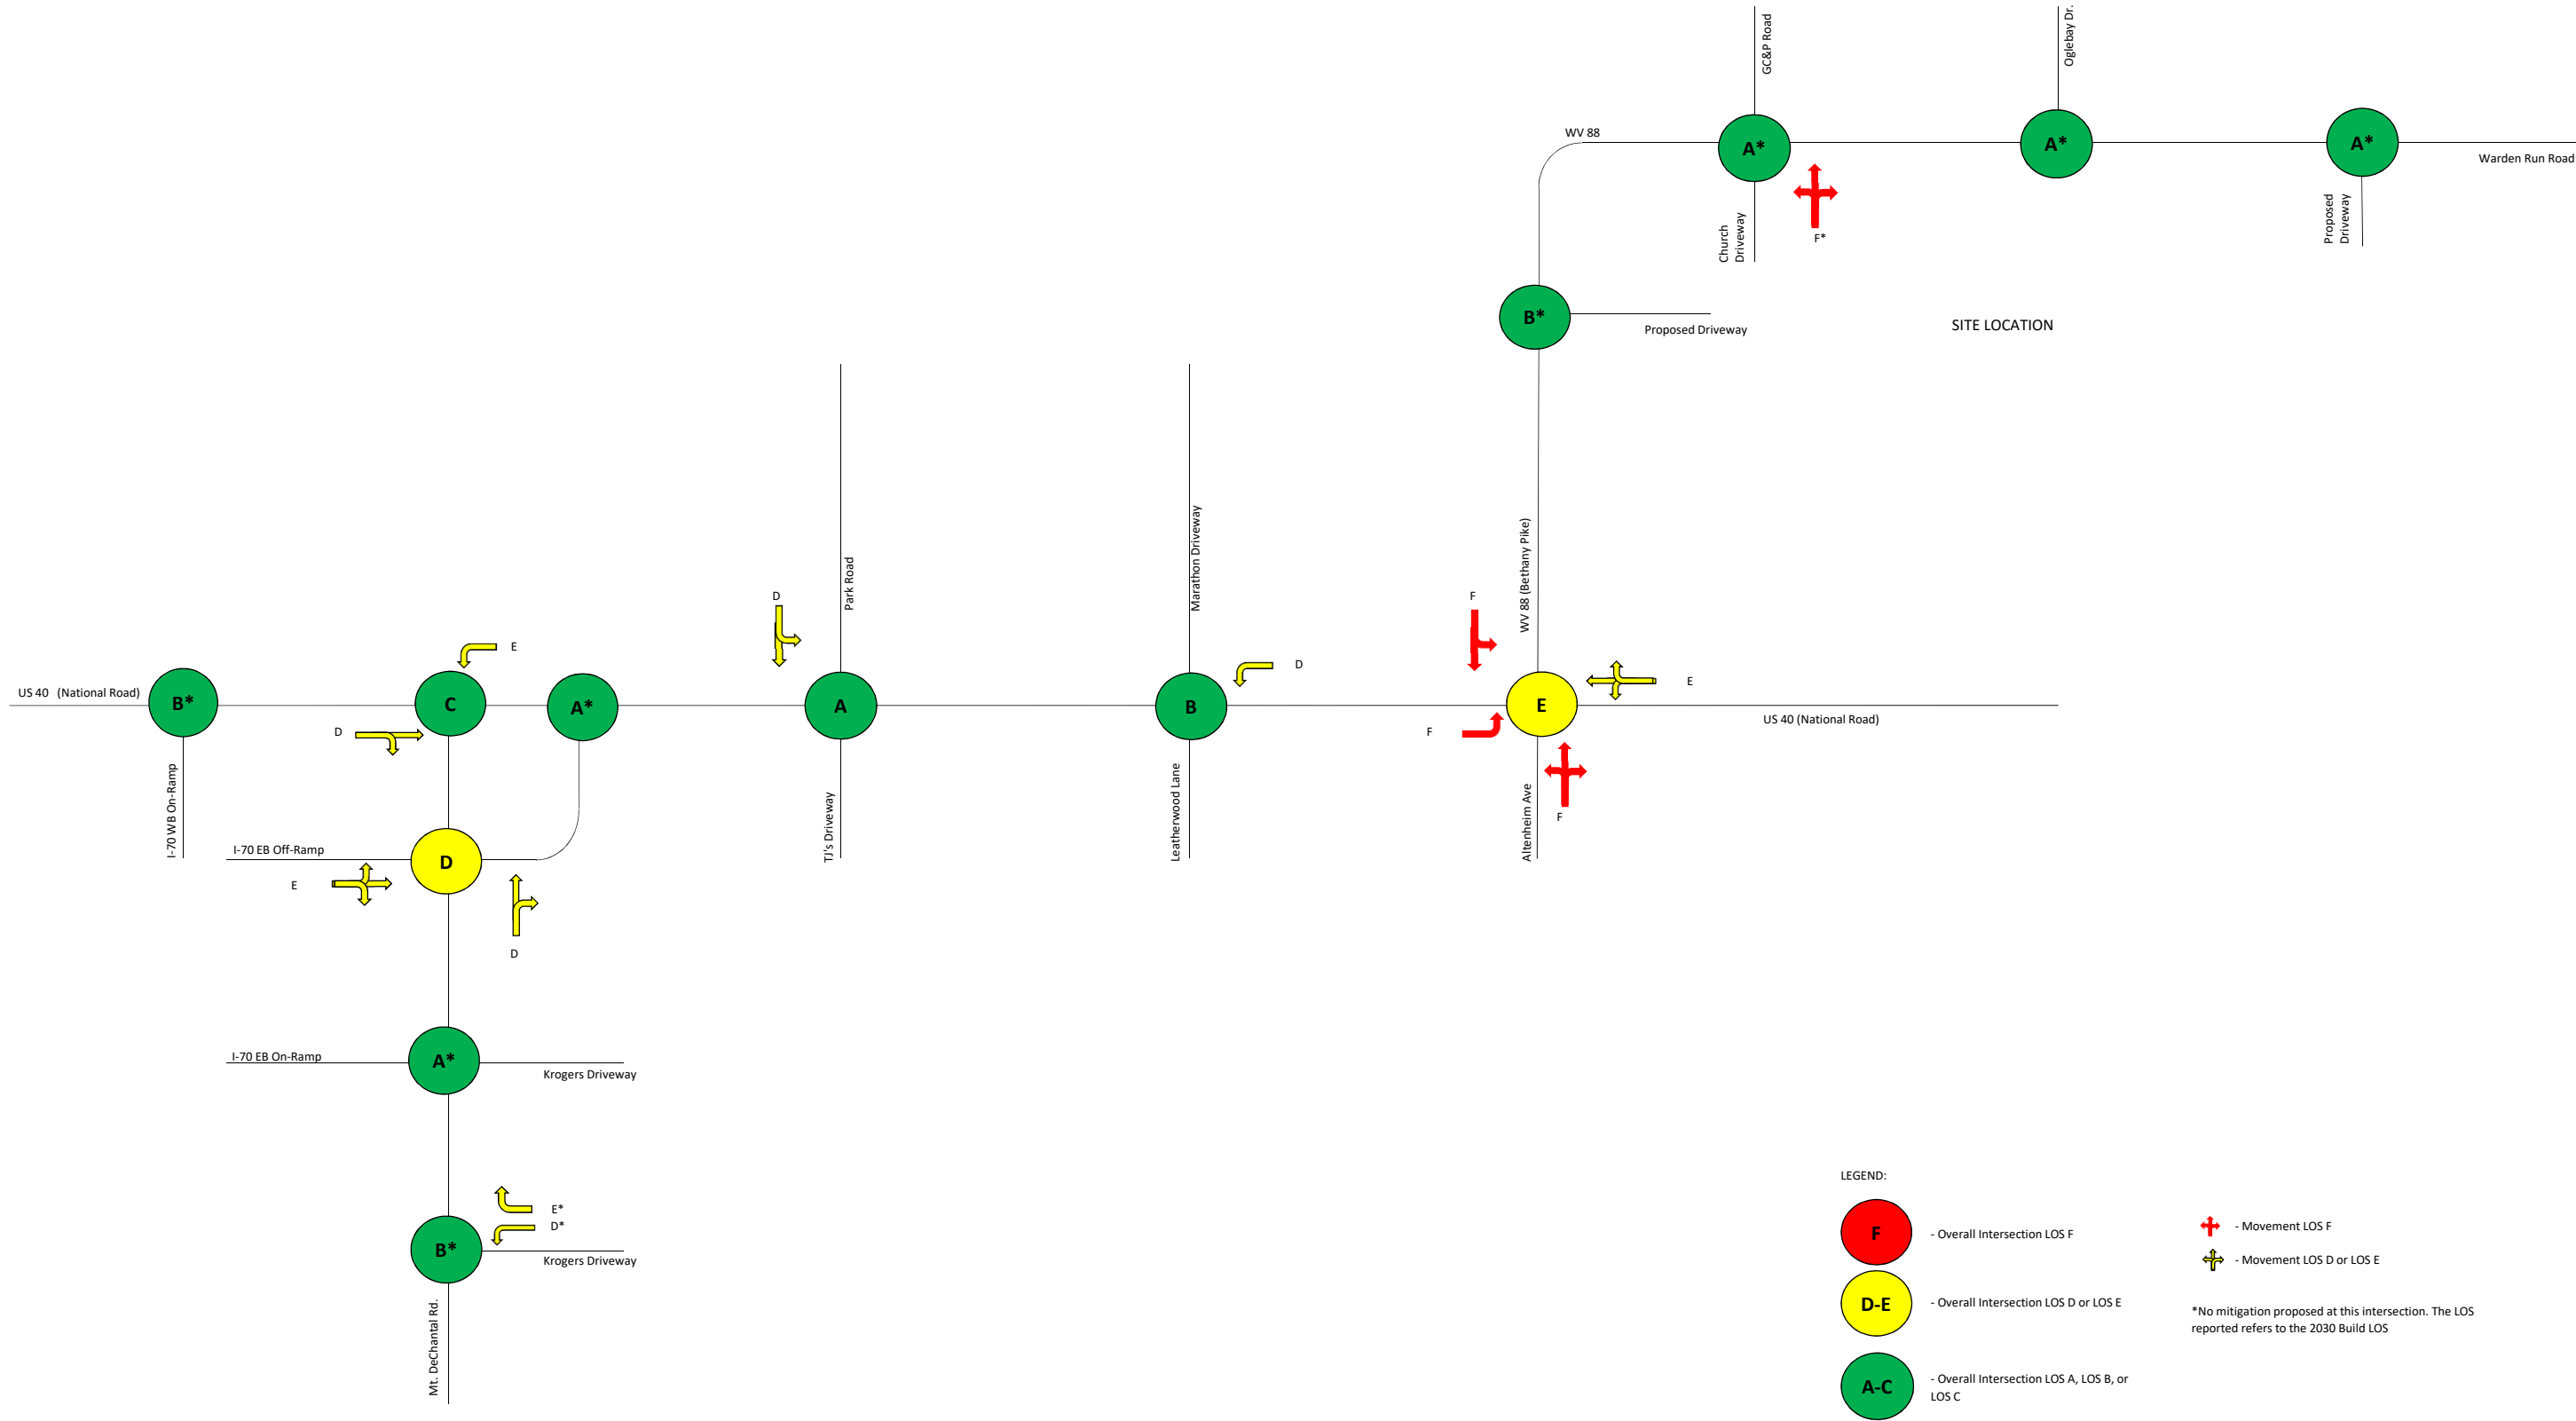 GC&P Road
Oglebay Dr.
WV 88
A*
A*
A*
Warden Run Road
Church
Driveway
F*
Proposed
Driveway
B*
Proposed Driveway
SITE LOCATION
Park Road
Marathon Driveway
WV 88 (Bethany Pike)
D
F
E
D
E
US 40 (National Road)
B*
C
A*
A
B
E
US 40 (National Road)
D
F
I-70 WB On-Ramp
TJ's Driveway
Leatherwood Lane
Altenheim Ave
F
I-70 EB Off-Ramp
D
E
D
I-70 EB On-Ramp
A*
Krogers Driveway
E*
D*
B*
Krogers Driveway
Mt. DeChantal Rd.
LEGEND:
F
- Overall Intersection LOS F
D-E
- Overall Intersection LOS D or LOS E
A-C
- Overall Intersection LOS A, LOS B, or
LOS C
- Movement LOS F
- Movement LOS D or LOS E
*No mitigation proposed at this intersection. The LOS
reported refers to the 2030 Build LOS